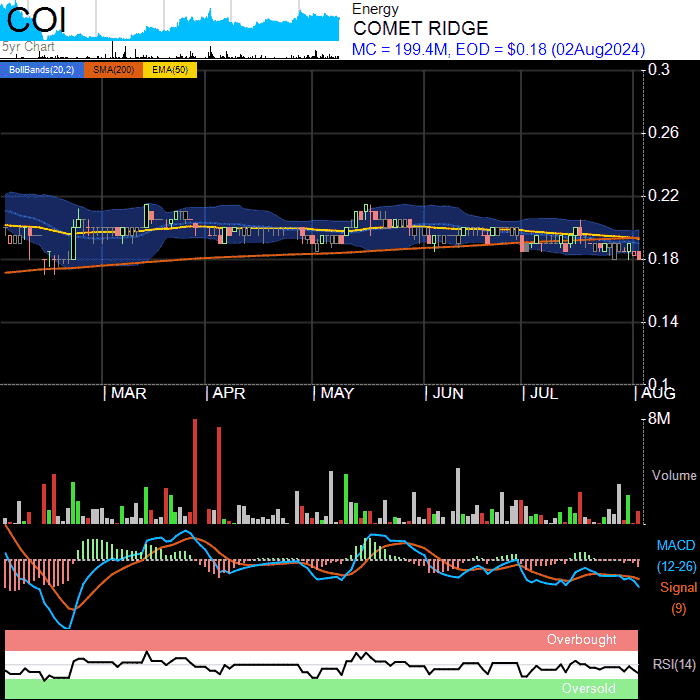 COI
5yr Chart
Energy
COMET RIDGE
MC = 199.4M, EOD = $0.18 (02Aug2024)
BollBands(20,2) SMA(200) EMA(50)
0.3
0.26
0.22
0.18
0.14
0.1
MAR APR MAY JUN JUL AUG
8M
Volume
MACD
(12-26)
Signal
(9)
Overbought
RSI(14)
Oversold